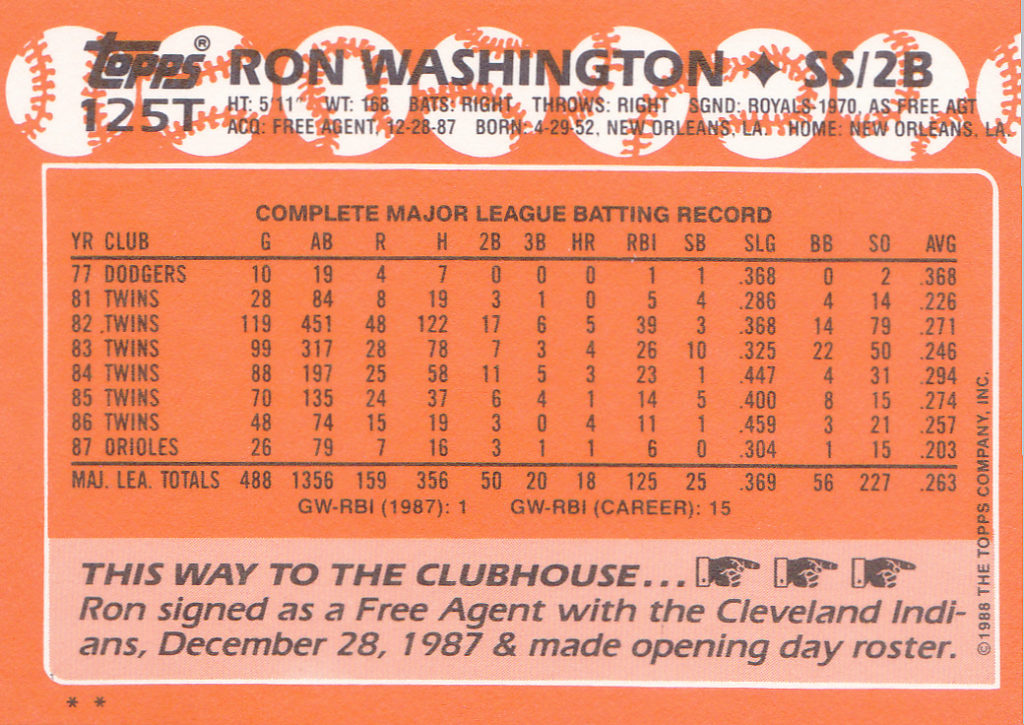 topps® RON WASHINGTON ♦ SS/2B
125T HT: 5'11" WT: 168 BATS: RIGHT THROWS: RIGHT SGND: ROYALS-1970, AS FREE AGT
ACQ: FREE AGENT, 12-28-87 BORN: 4-29-52, NEW ORLEANS, LA. HOME: NEW ORLEANS, LA.
COMPLETE MAJOR LEAGUE BATTING RECORD
YR CLUB G AB R H 2B 3B HR RBI SB SLG BB SO AVG
77 DODGERS 10 19 4 7 0 0 0 1 1 .368 0 2 .368
81 TWINS 28 84 8 19 3 1 0 5 4 .286 4 14 .226
82 TWINS 119 451 48 122 17 6 5 39 3 .368 14 79 .271
83 TWINS 99 317 28 78 7 3 4 26 10 .325 22 50 .246
84 TWINS 88 197 25 58 11 5 3 23 1 .447 4 31 .294
85 TWINS 70 135 24 37 6 4 1 14 5 .400 8 15 .274
86 TWINS 48 74 15 19 3 0 4 11 1 .459 3 21 .257
87 ORIOLES 26 79 7 16 3 1 1 6 0 .304 1 15 .203
MAJ. LEA. TOTALS 488 1356 159 356 50 20 18 125 25 .369 56 227 .263
GW-RBI (1987): 1 GW-RBI (CAREER): 15
THIS WAY TO THE CLUBHOUSE...
Ron signed as a Free Agent with the Cleveland Indi-
ans, December 28, 1987 & made opening day roster.
©1988 THE TOPPS COMPANY, INC.
* *